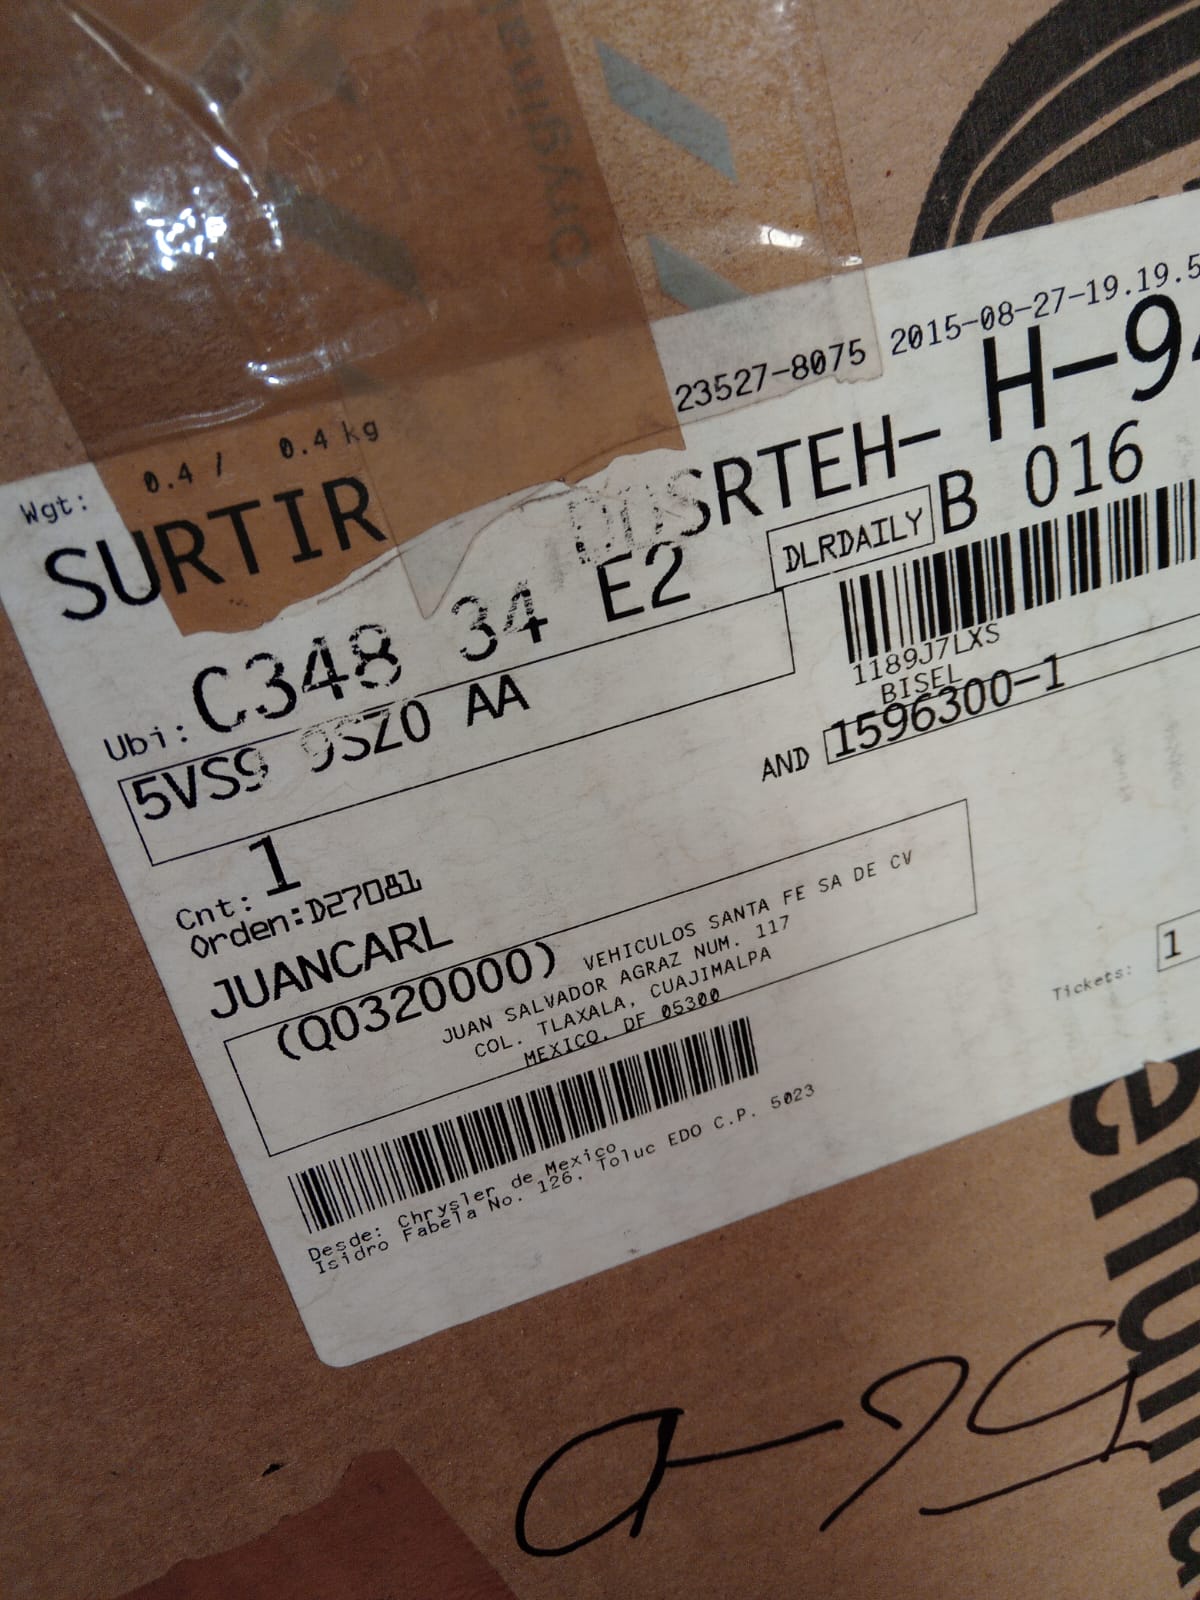 23527-8075 2015-08-27-19.19.5
Wgt: 0.4 / 0.4 kg
SURTIR SRTEH- H-9
Ubi: C348 34 E2 DLRDAILY B 016
5VS9 9SZ0 AA
1189J7LXS
BISEL
AND 1596300-1
Cnt: 1
Orden:D27081
JUANCARL
(Q0320000) VEHICULOS SANTA FE SA DE CV
JUAN SALVADOR AGRAZ NUM. 117
COL. TLAXALA, CUAJIMALPA
MEXICO, DF 05300
Tickets: 1
Desde: Chrysler de Mexico
Isidro Fabela No. 126, Toluc EDO C.P. 5023